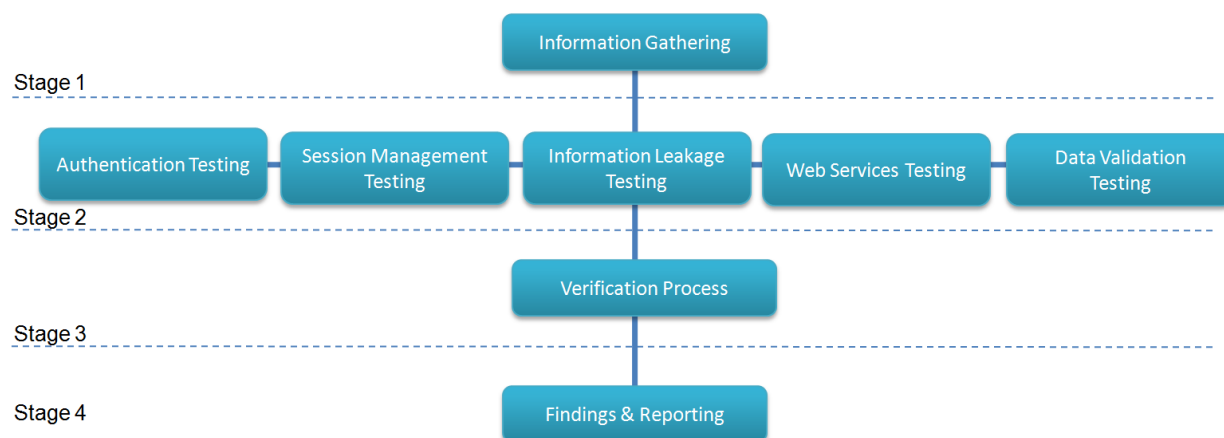 Information Gathering
Stage 1
Authentication Testing
Session Management
Testing
Information Leakage
Testing
Web Services Testing
Data Validation
Testing
Stage 2
Verification Process
Stage 3
Findings & Reporting
Stage 4